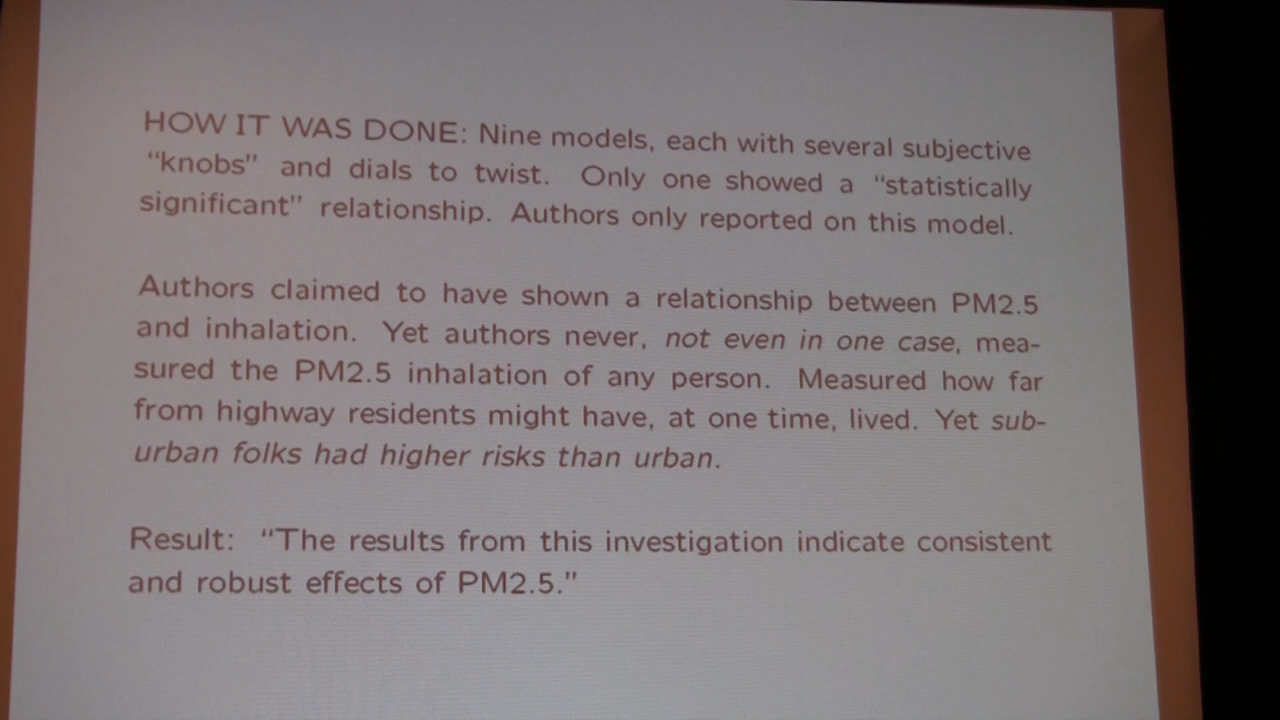 HOW IT WAS DONE: Nine models, each with several subjective
“knobs” and dials to twist. Only one showed a “statistically
significant” relationship. Authors only reported on this model.
Authors claimed to have shown a relationship between PM2.5
and inhalation. Yet authors never, not even in one case, mea-
sured the PM2.5 inhalation of any person. Measured how far
from highway residents might have, at one time, lived. Yet sub-
urban folks had higher risks than urban.
Result: “The results from this investigation indicate consistent
and robust effects of PM2.5.”